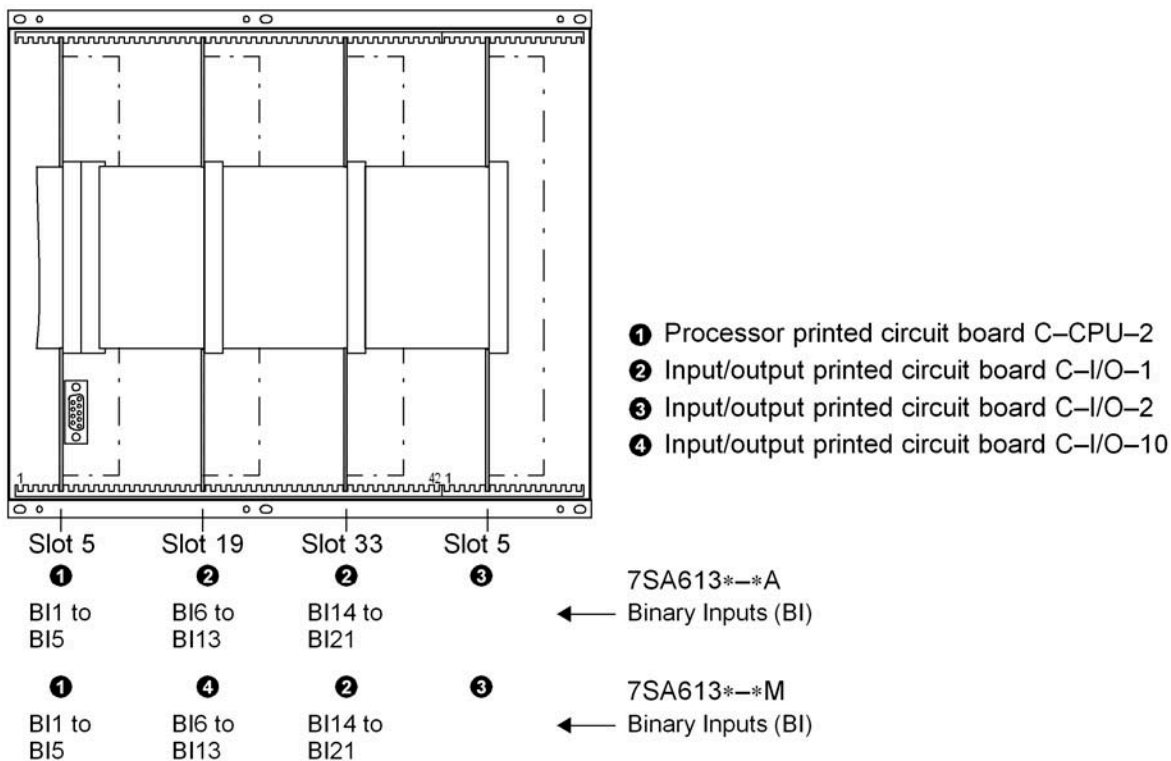 1
42
1
❶ Processor printed circuit board C–CPU–2
❷ Input/output printed circuit board C–I/O–1
❸ Input/output printed circuit board C–I/O–2
❹ Input/output printed circuit board C–I/O–10
Slot 5 Slot 19 Slot 33 Slot 5
❶ ❷ ❷ ❸ 7SA613*–*A
BI1 to BI6 to BI14 to Binary Inputs (BI)
BI5 BI13 BI21
❶ ❹ ❷ ❸ 7SA613*–*M
BI1 to BI6 to BI14 to Binary Inputs (BI)
BI5 BI13 BI21